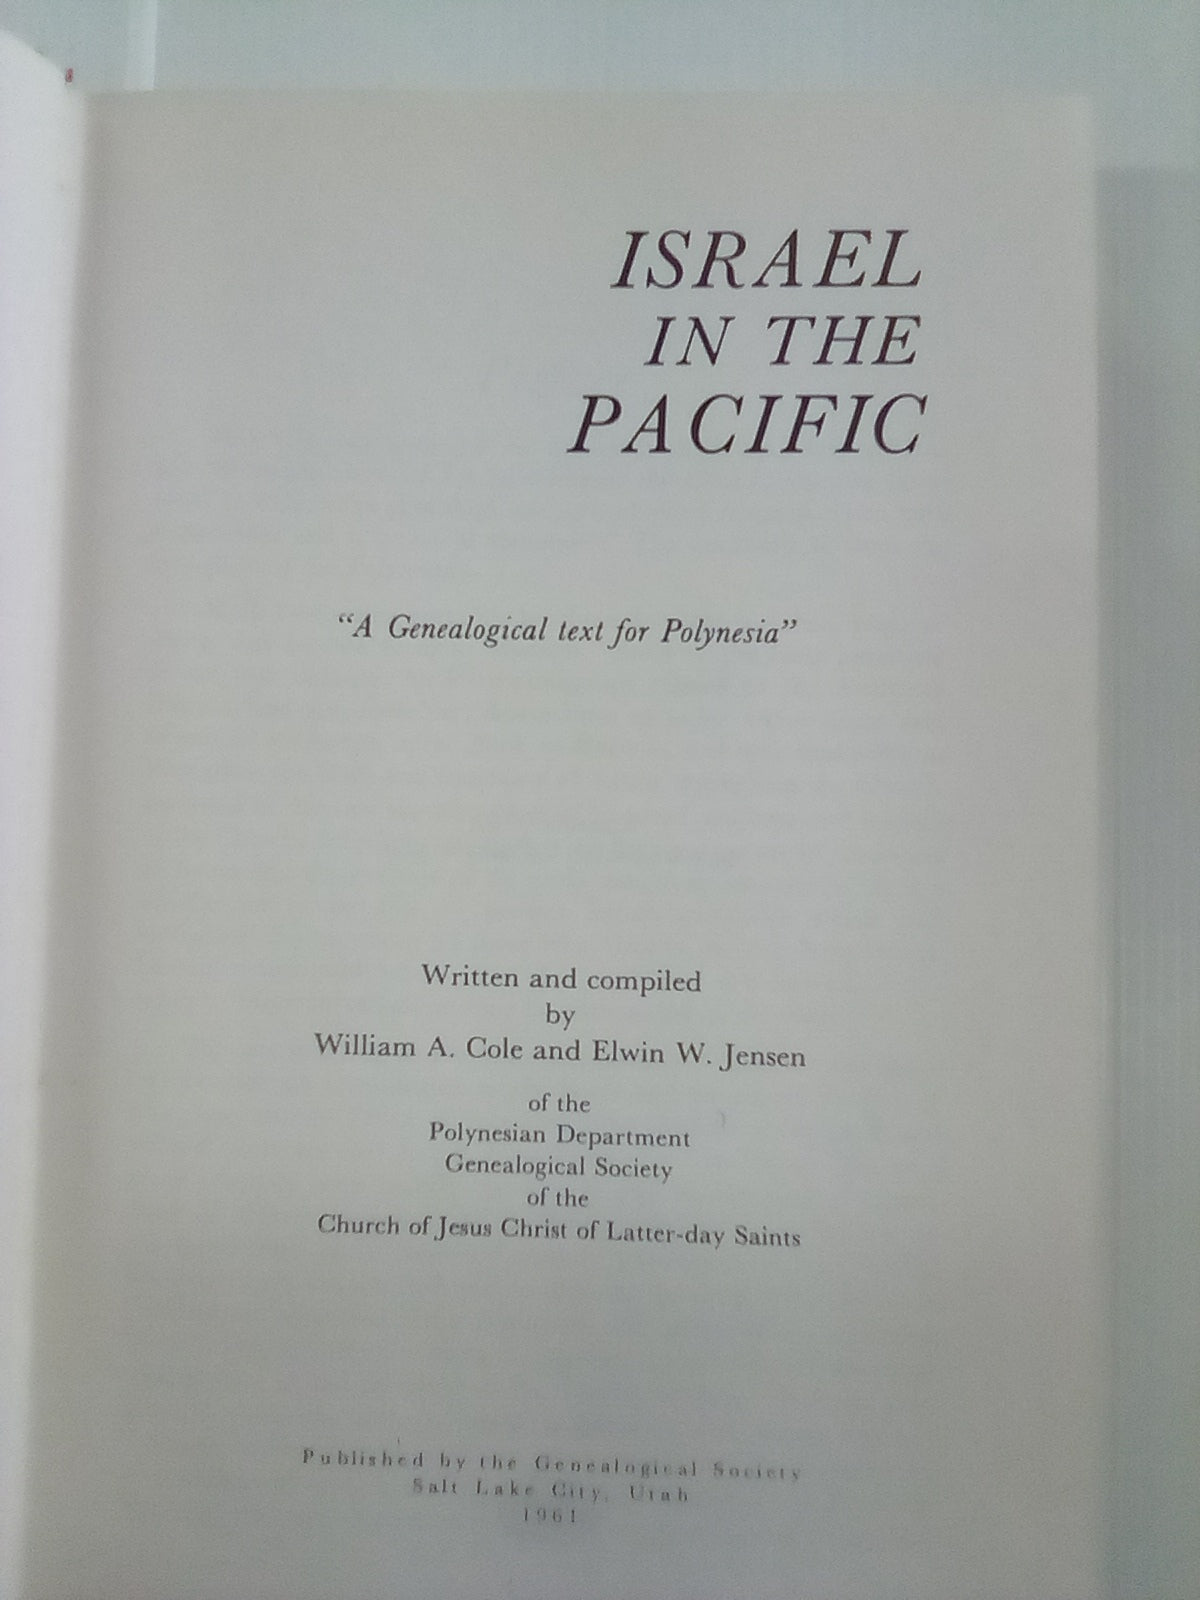 ISRAEL
IN THE
PACIFIC
“A Genealogical text for Polynesia”
Written and compiled
by
William A. Cole and Elwin W. Jensen
of the
Polynesian Department
Genealogical Society
of the
Church of Jesus Christ of Latter-day Saints
Published by the Genealogical Society
Salt Lake City, Utah
1961